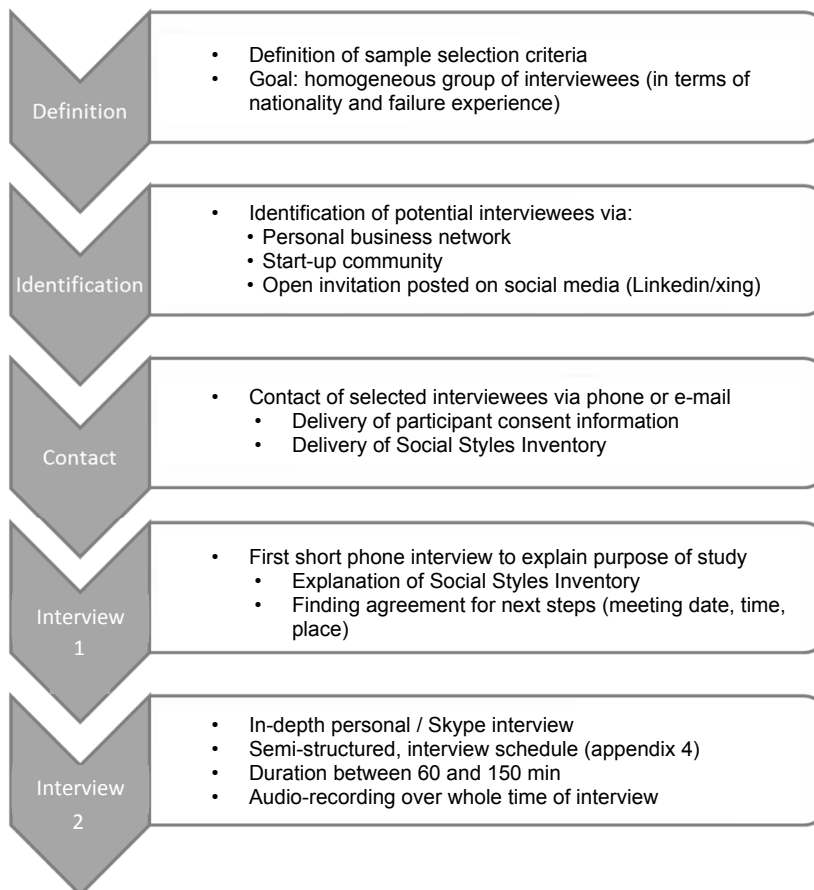 Definition
• Definition of sample selection criteria
• Goal: homogeneous group of interviewees (in terms of
nationality and failure experience)
Identification
• Identification of potential interviewees via:
• Personal business network
• Start-up community
• Open invitation posted on social media (Linkedin/xing)
Contact
• Contact of selected interviewees via phone or e-mail
• Delivery of participant consent information
• Delivery of Social Styles Inventory
Interview
1
• First short phone interview to explain purpose of study
• Explanation of Social Styles Inventory
• Finding agreement for next steps (meeting date, time,
place)
Interview
2
• In-depth personal / Skype interview
• Semi-structured, interview schedule (appendix 4)
• Duration between 60 and 150 min
• Audio-recording over whole time of interview